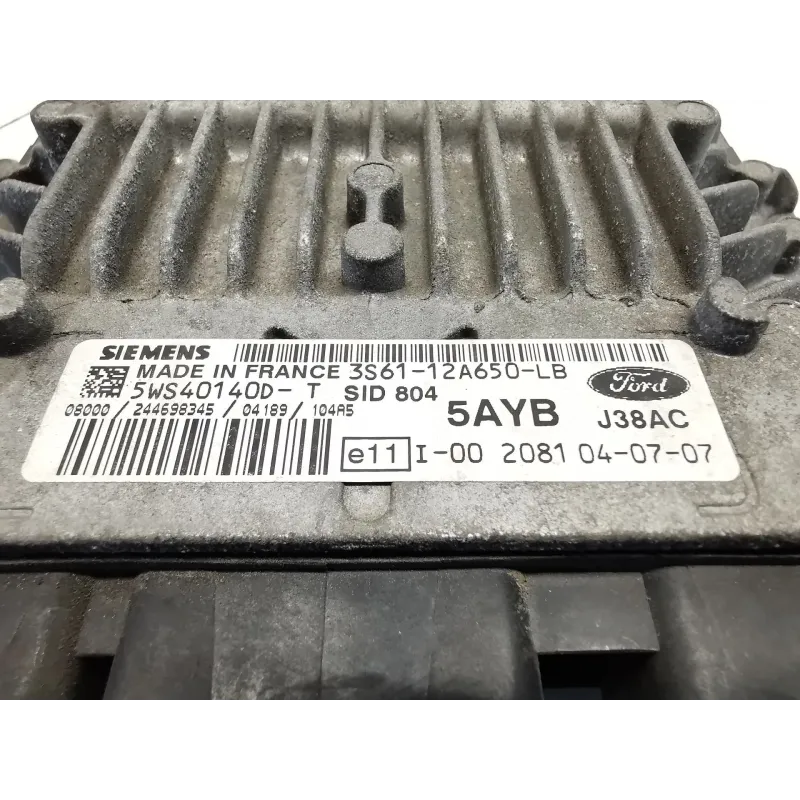 SIEMENS
MADE IN FRANCE 3S61-12A650-LB
5WS40140D-T SID 804
08000/244698345/04189/104A5
Ford
5AYB J38AC
e11 I-00 2081 04-07-07